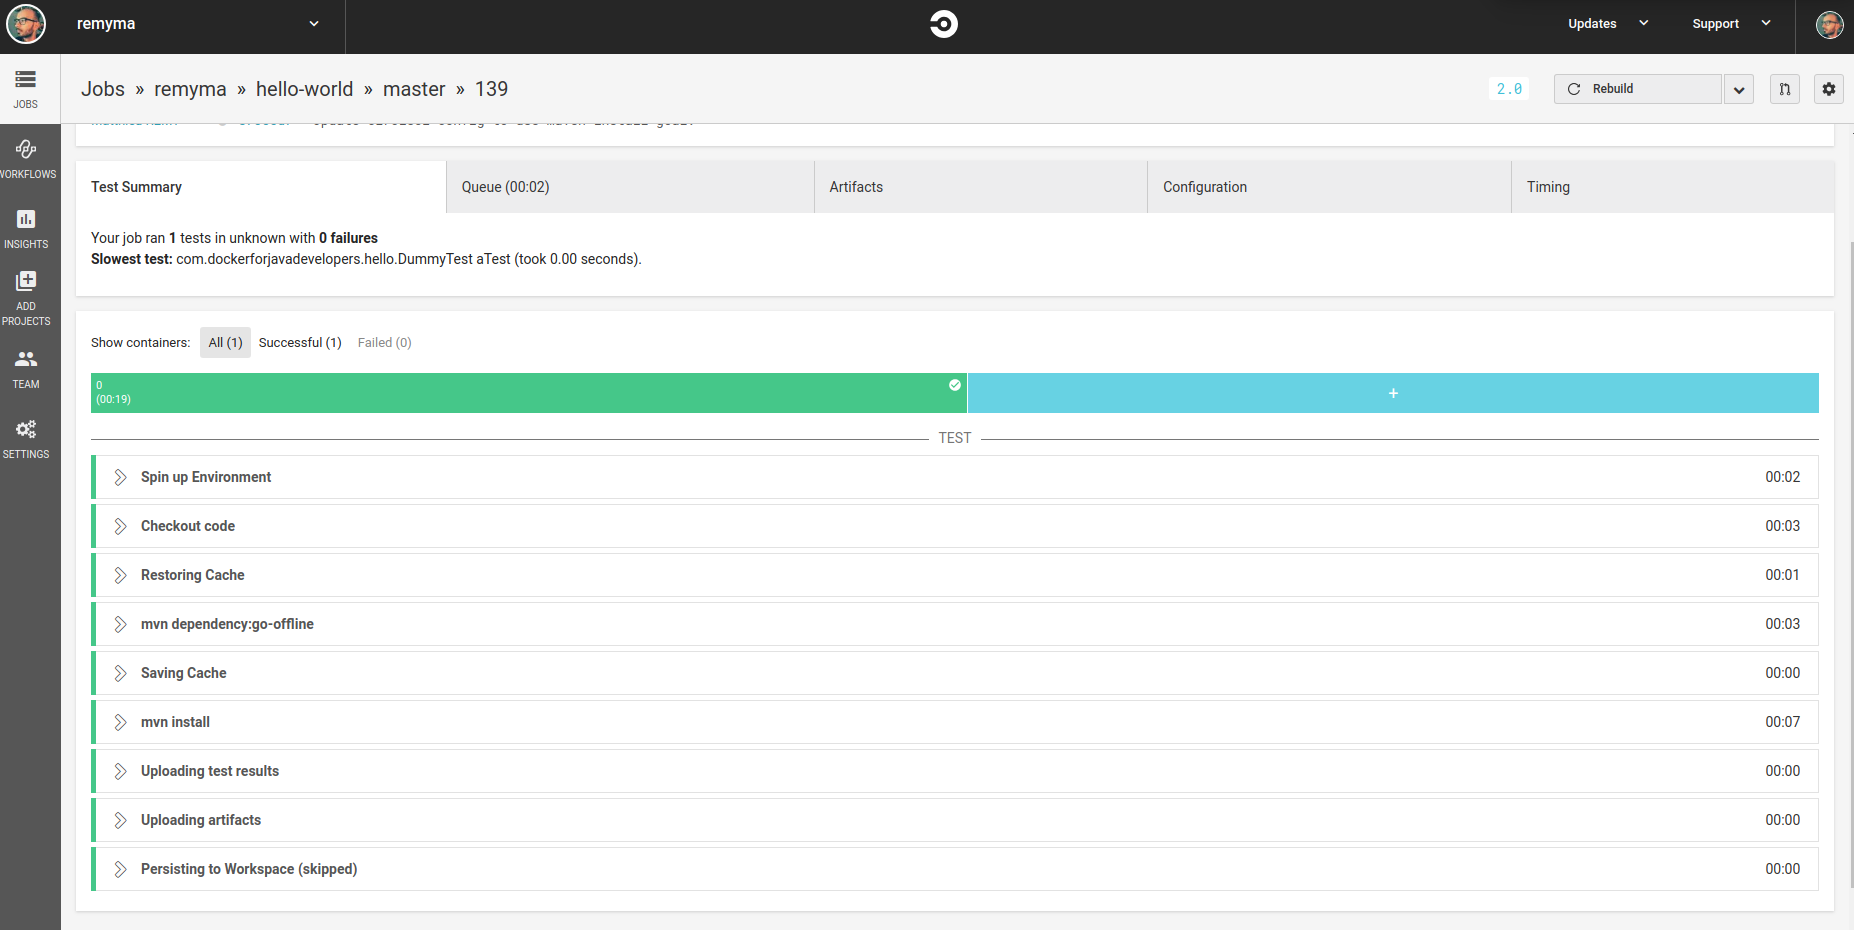 remyma
Updates
Support
JOBS
Jobs » remyma » hello-world » master » 139
2.0
Rebuild
WORKFLOWS
INSIGHTS
ADD
PROJECTS
TEAM
SETTINGS
Test Summary
Queue (00:02)
Artifacts
Configuration
Timing
Your job ran 1 tests in unknown with 0 failures
Slowest test: com.dockerforjavadevelopers.hello.DummyTest aTest (took 0.00 seconds).
Show containers: All (1) Successful (1) Failed (0)
0
(00:19)
+
TEST
Spin up Environment 00:02
Checkout code 00:03
Restoring Cache 00:01
mvn dependency:go-offline 00:03
Saving Cache 00:00
mvn install 00:07
Uploading test results 00:00
Uploading artifacts 00:00
Persisting to Workspace (skipped) 00:00